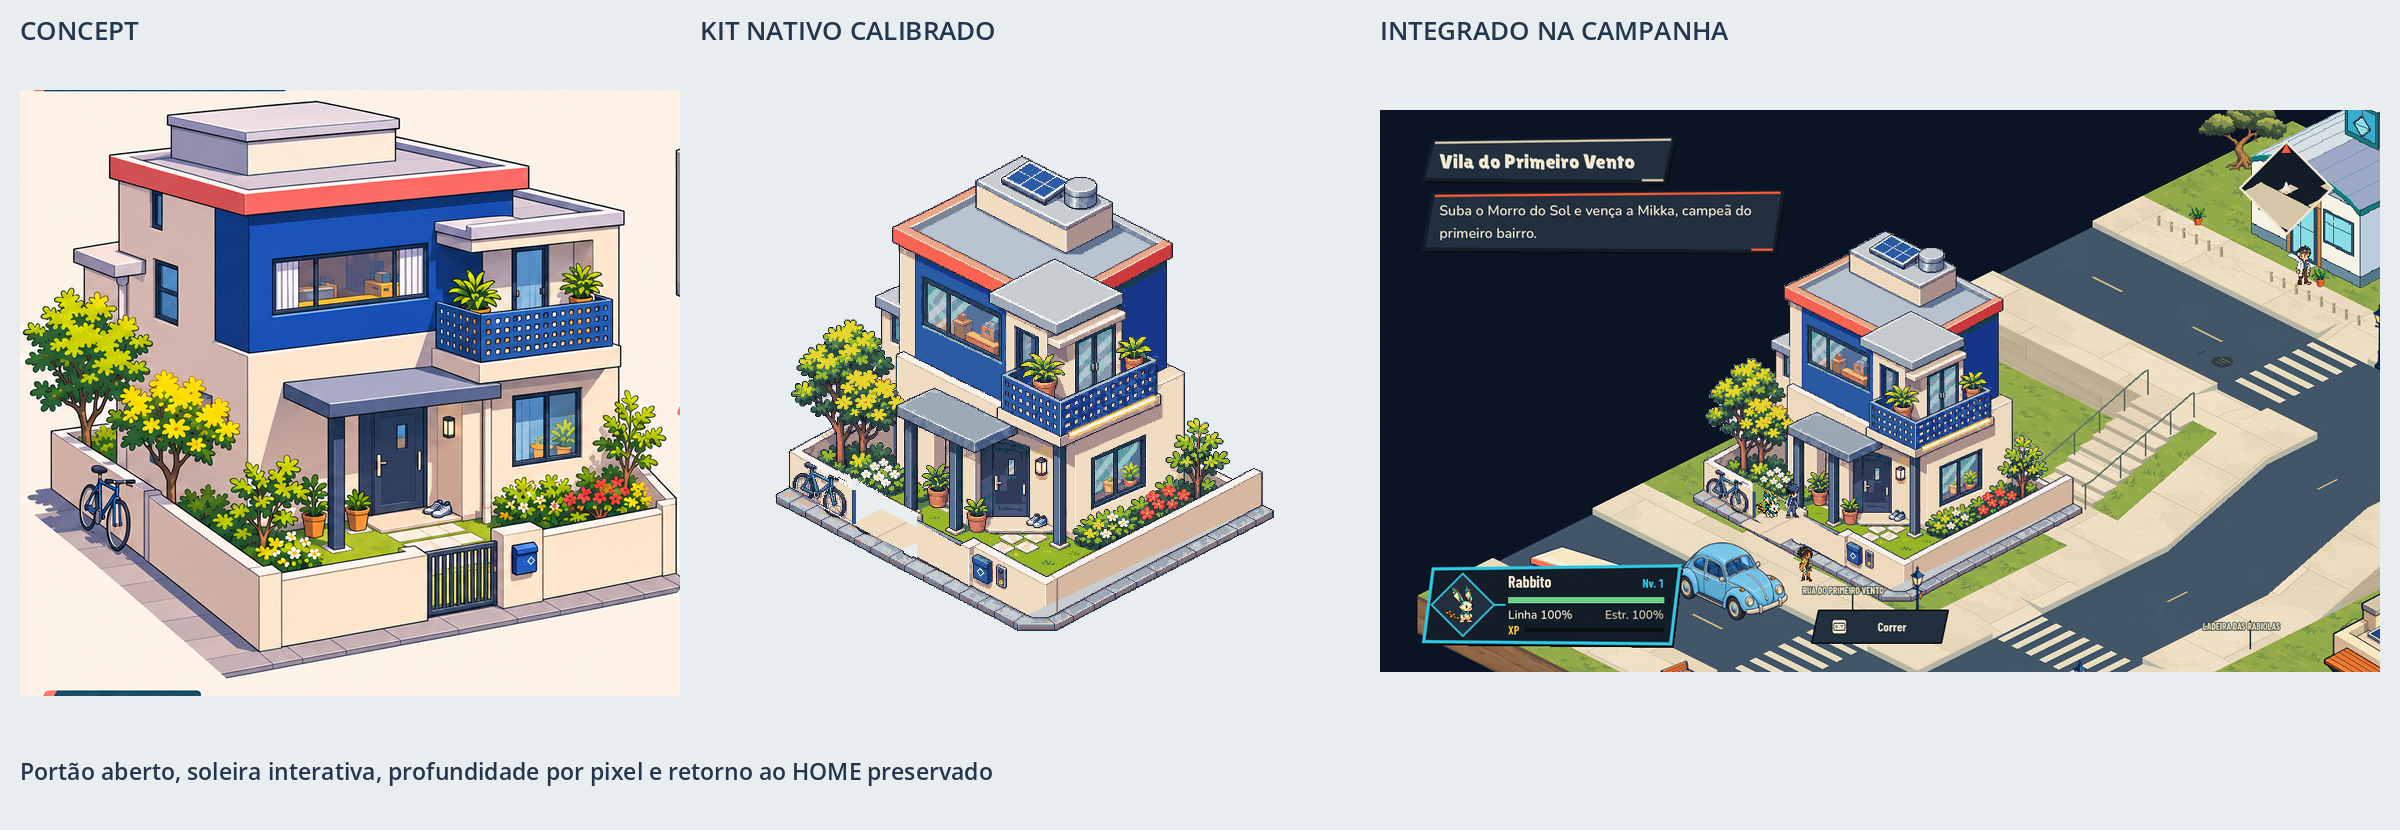 CONCEPT
KIT NATIVO CALIBRADO
INTEGRADO NA CAMPANHA
Vila do Primeiro Vento
Suba o Morro do Sol e vença a Mikka, campeã do
primeiro bairro.
Rabbito Nv. 1
Linha 100% Estr. 100%
XP
RUA DO PRIMEIRO VENTO
Correr
LADEIRA DAS RABIOLAS
Portão aberto, soleira interativa, profundidade por pixel e retorno ao HOME preservado